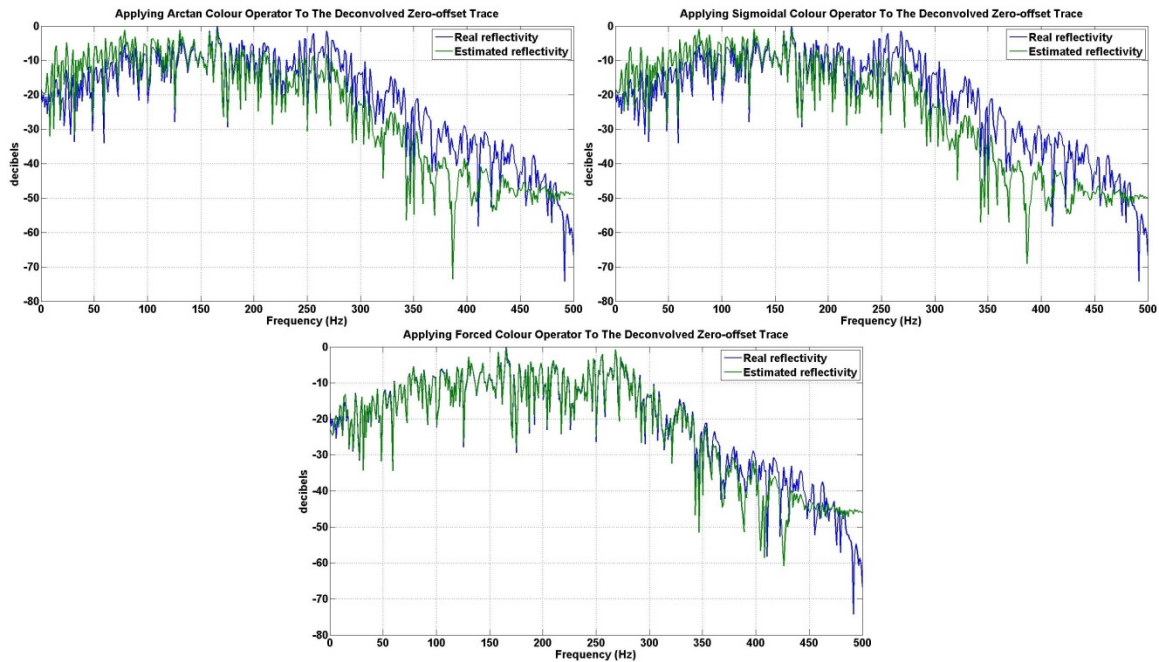 Applying Arctan Colour Operator To The Deconvolved Zero-offset Trace
Real reflectivity
Estimated reflectivity
decibels
0
-10
-20
-30
-40
-50
-60
-70
-80
0 50 100 150 200 250 300 350 400 450 500
Frequency (Hz)
Applying Sigmoidal Colour Operator To The Deconvolved Zero-offset Trace
Real reflectivity
Estimated reflectivity
decibels
0
-10
-20
-30
-40
-50
-60
-70
-80
0 50 100 150 200 250 300 350 400 450 500
Frequency (Hz)
Applying Forced Colour Operator To The Deconvolved Zero-offset Trace
Real reflectivity
Estimated reflectivity
decibels
0
-10
-20
-30
-40
-50
-60
-70
-80
0 50 100 150 200 250 300 350 400 450 500
Frequency (Hz)